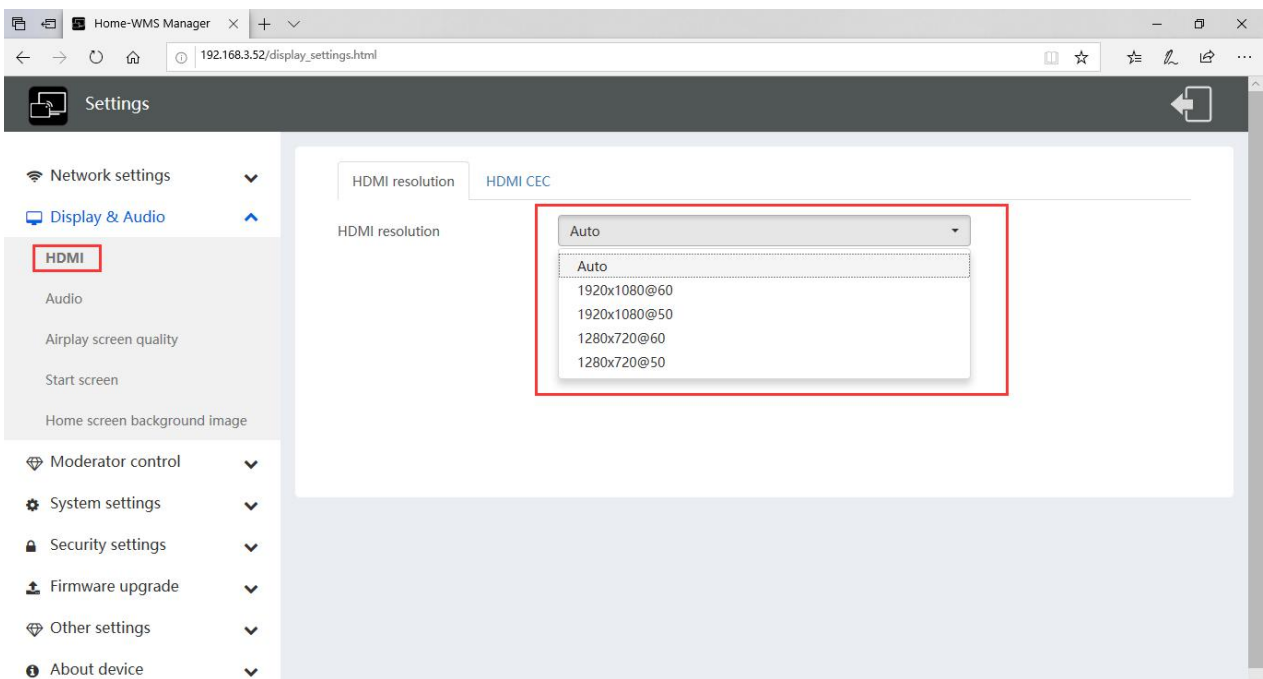 Home-WMS Manager
192.168.3.52/display_settings.html
Settings
Network settings
Display & Audio
HDMI
Audio
Airplay screen quality
Start screen
Home screen background image
Moderator control
System settings
Security settings
Firmware upgrade
Other settings
About device
HDMI resolution HDMI CEC
HDMI resolution Auto
Auto
1920x1080@60
1920x1080@50
1280x720@60
1280x720@50